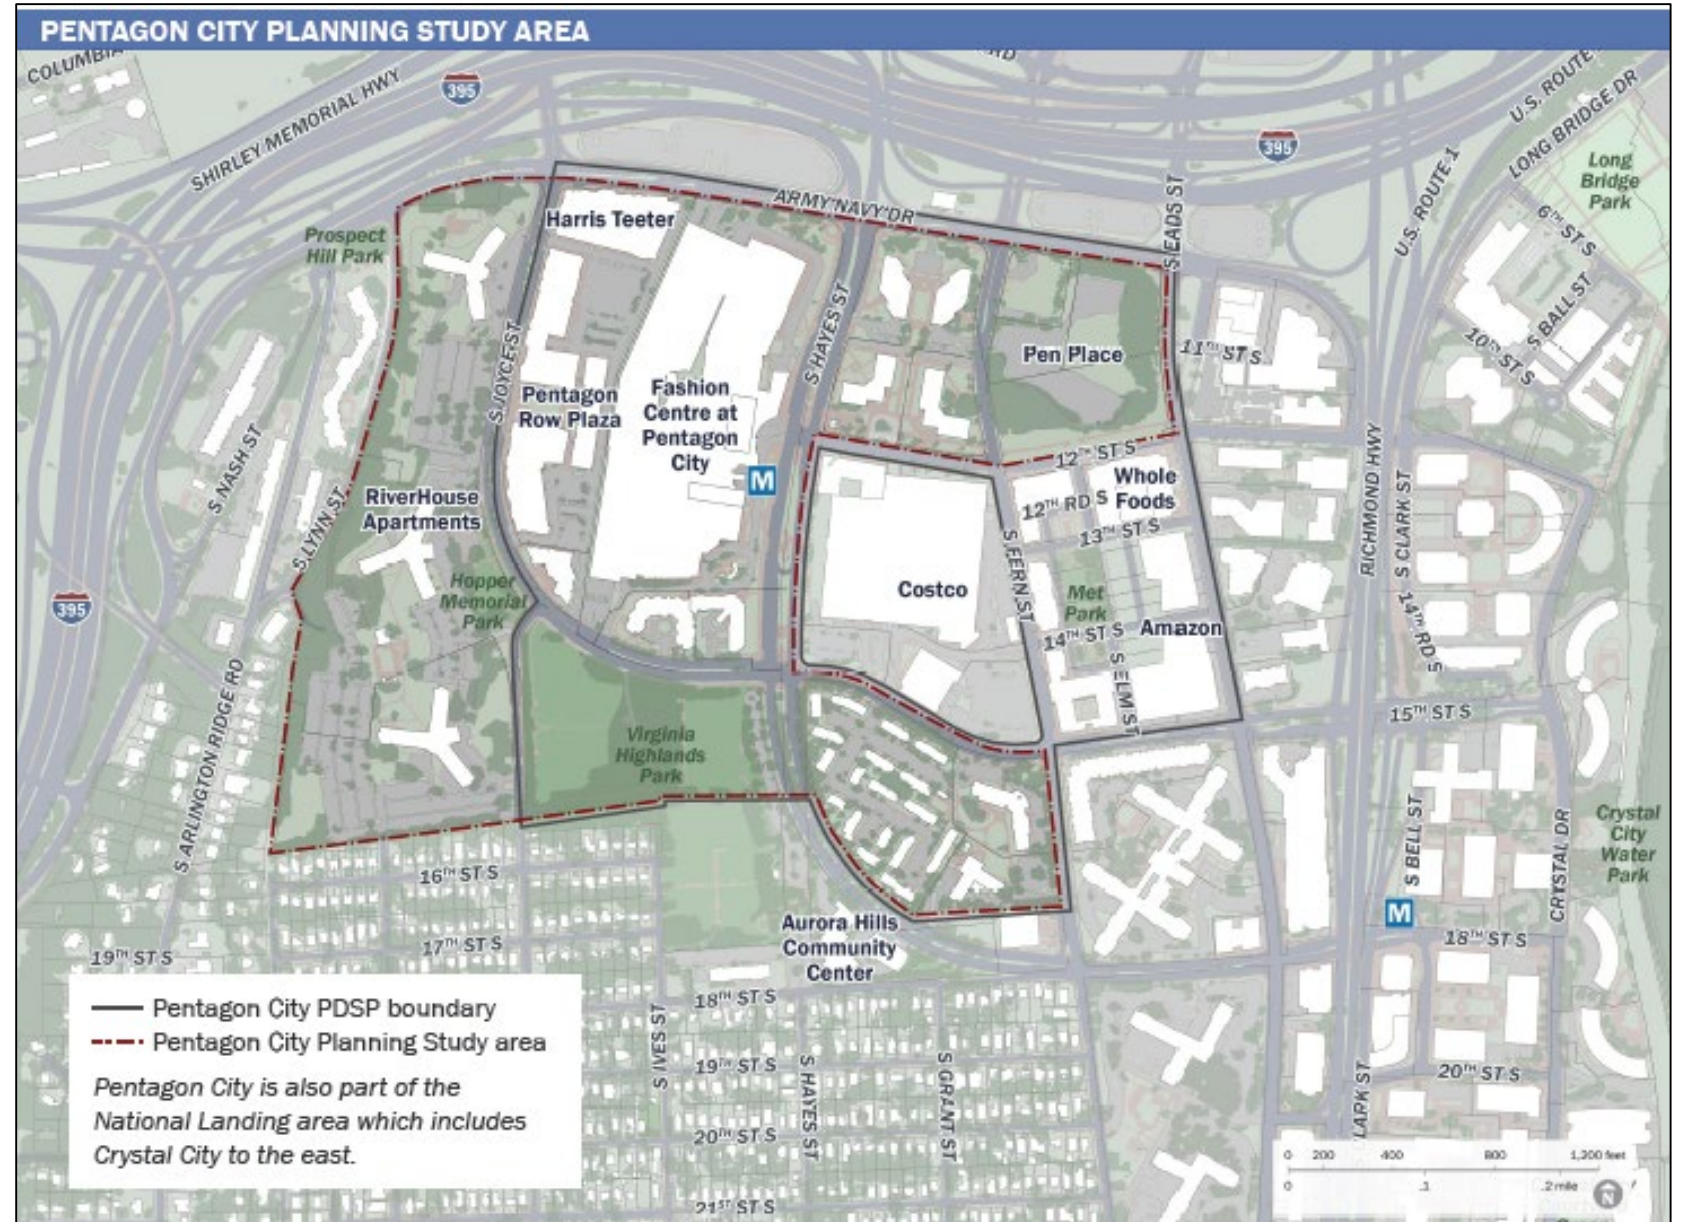 PENTAGON CITY PLANNING STUDY AREA
COLUMBIA
RD
SHIRLEY MEMORIAL HWY
395
395
U.S. ROUTE
LONG BRIDGE DR
Long
Bridge
Park
U.S. ROUTE 1
6TH ST S
S BALL ST
10TH ST S
ARMY NAVY DR
S EADS ST
Harris Teeter
Prospect
Hill Park
S JOYCE ST
S HAYES ST
Pen Place
11TH ST S
Pentagon
Row Plaza
Fashion
Centre at
Pentagon
City
M
12TH ST S
Whole
Foods
12TH RD S
13TH ST S
S NASH ST
S LYNN ST
RiverHouse
Apartments
RICHMOND HWY
S CLARK ST
14TH RD S
Hopper
Memorial
Park
Costco
S FERN ST
Met
Park
14TH ST S
Amazon
S ELM ST
395
S ARLINGTON RIDGE RD
Virginia
Highlands
Park
15TH ST S
S BELL ST
CRYSTAL DR
Crystal
City
Water
Park
M
16TH ST S
17TH ST S
19TH ST S
Aurora Hills
Community
Center
18TH ST S
18TH ST S
S IVES ST
19TH ST S
S HAYES ST
S GRANT ST
20TH ST S
20TH ST S
21ST ST S
LARK ST
Pentagon City PDSP boundary
Pentagon City Planning Study area
Pentagon City is also part of the
National Landing area which includes
Crystal City to the east.
0 200 400 800 1,200 feet
0 .1 .2 mile
N